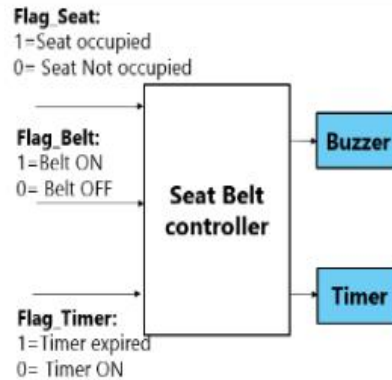 Flag_Seat:
1=Seat occupied
0= Seat Not occupied
Flag_Belt:
1=Belt ON
0= Belt OFF
Flag_Timer:
1=Timer expired
0= Timer ON
Seat Belt
controller
Buzzer
Timer